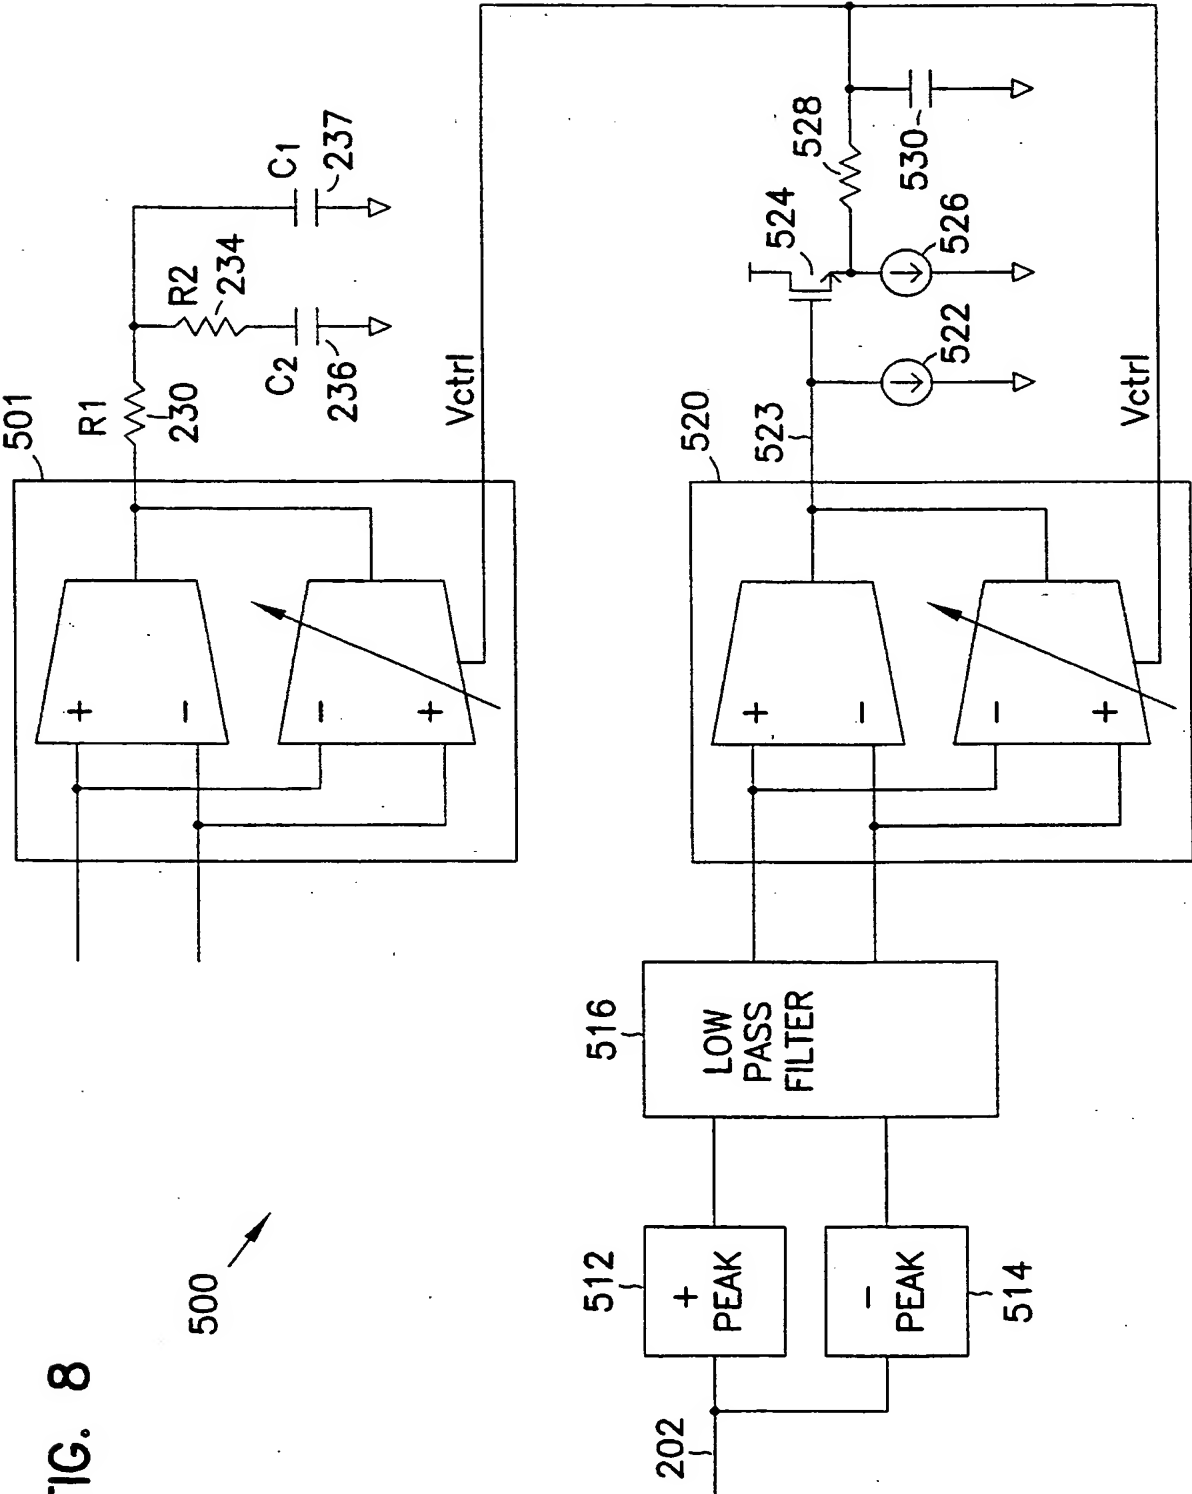 FIG. 8
500
501
R1
230
R2
234
C1
237
C2
236
+
−
−
+
Vctrl
202
512
+
PEAK
−
PEAK
514
516
LOW
PASS
FILTER
520
+
−
−
+
523
522
524
526
528
530
Vctrl